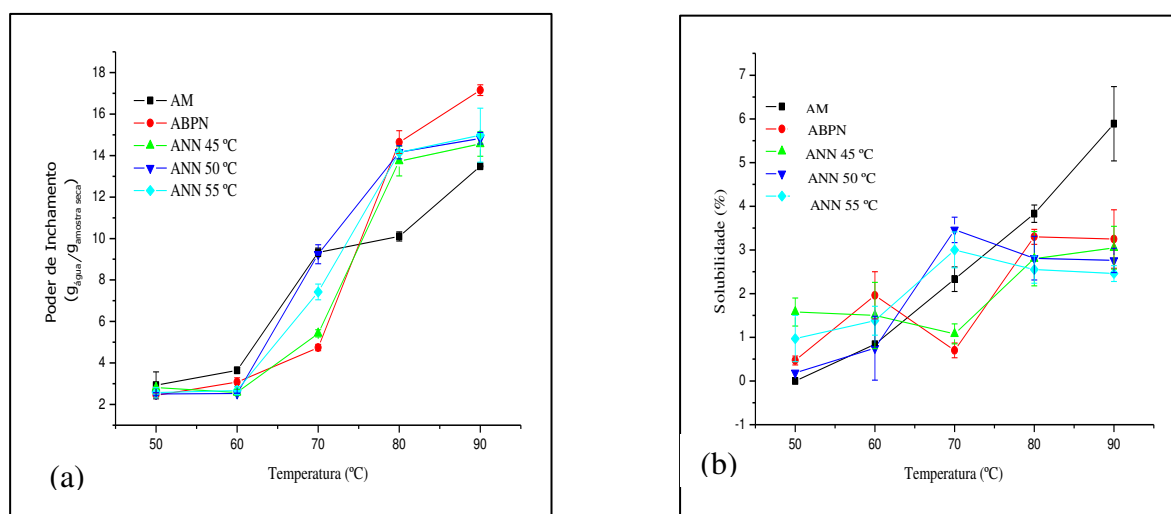 18
16
14
12
10
8
6
4
2
Poder de Inchamento
(g água/g amostra seca)
AM
ABPN
ANN 45 ºC
ANN 50 ºC
ANN 55 ºC
50 60 70 80 90
Temperatura (ºC)
(a)
7
6
5
4
3
2
1
0
-1
Solubilidade (%)
AM
ABPN
ANN 45 ºC
ANN 50 ºC
ANN 55 ºC
50 60 70 80 90
Temperatura (ºC)
(b)